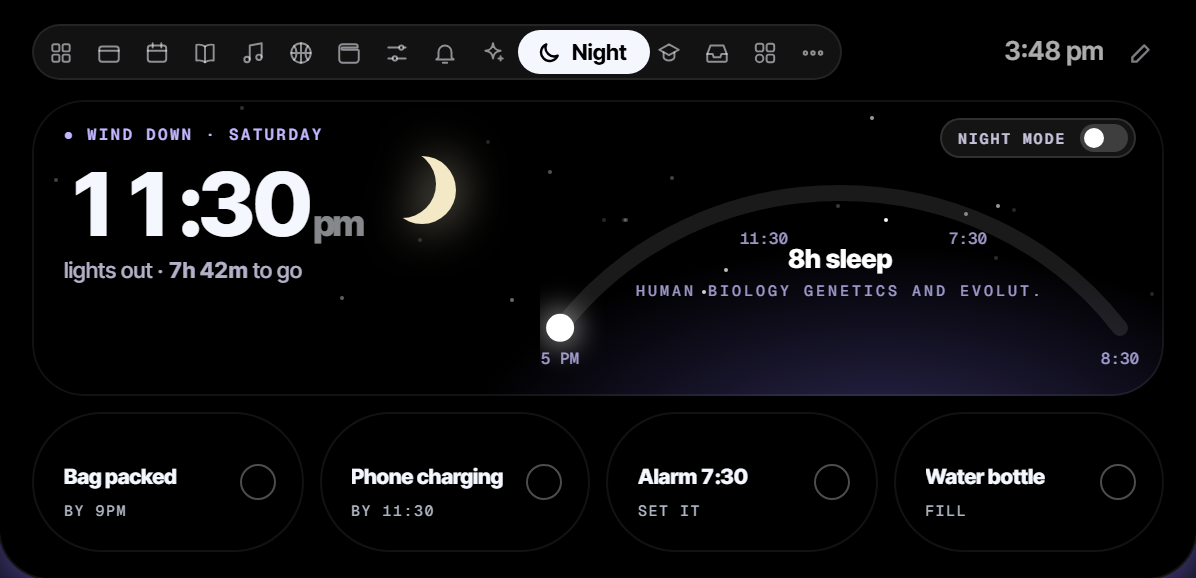 Night
3:48 pm
WIND DOWN · SATURDAY
NIGHT MODE
11:30pm
lights out · 7h 42m to go
11:30
7:30
8h sleep
HUMAN BIOLOGY GENETICS AND EVOLUT.
5 PM
8:30
Bag packed
BY 9PM
Phone charging
BY 11:30
Alarm 7:30
SET IT
Water bottle
FILL